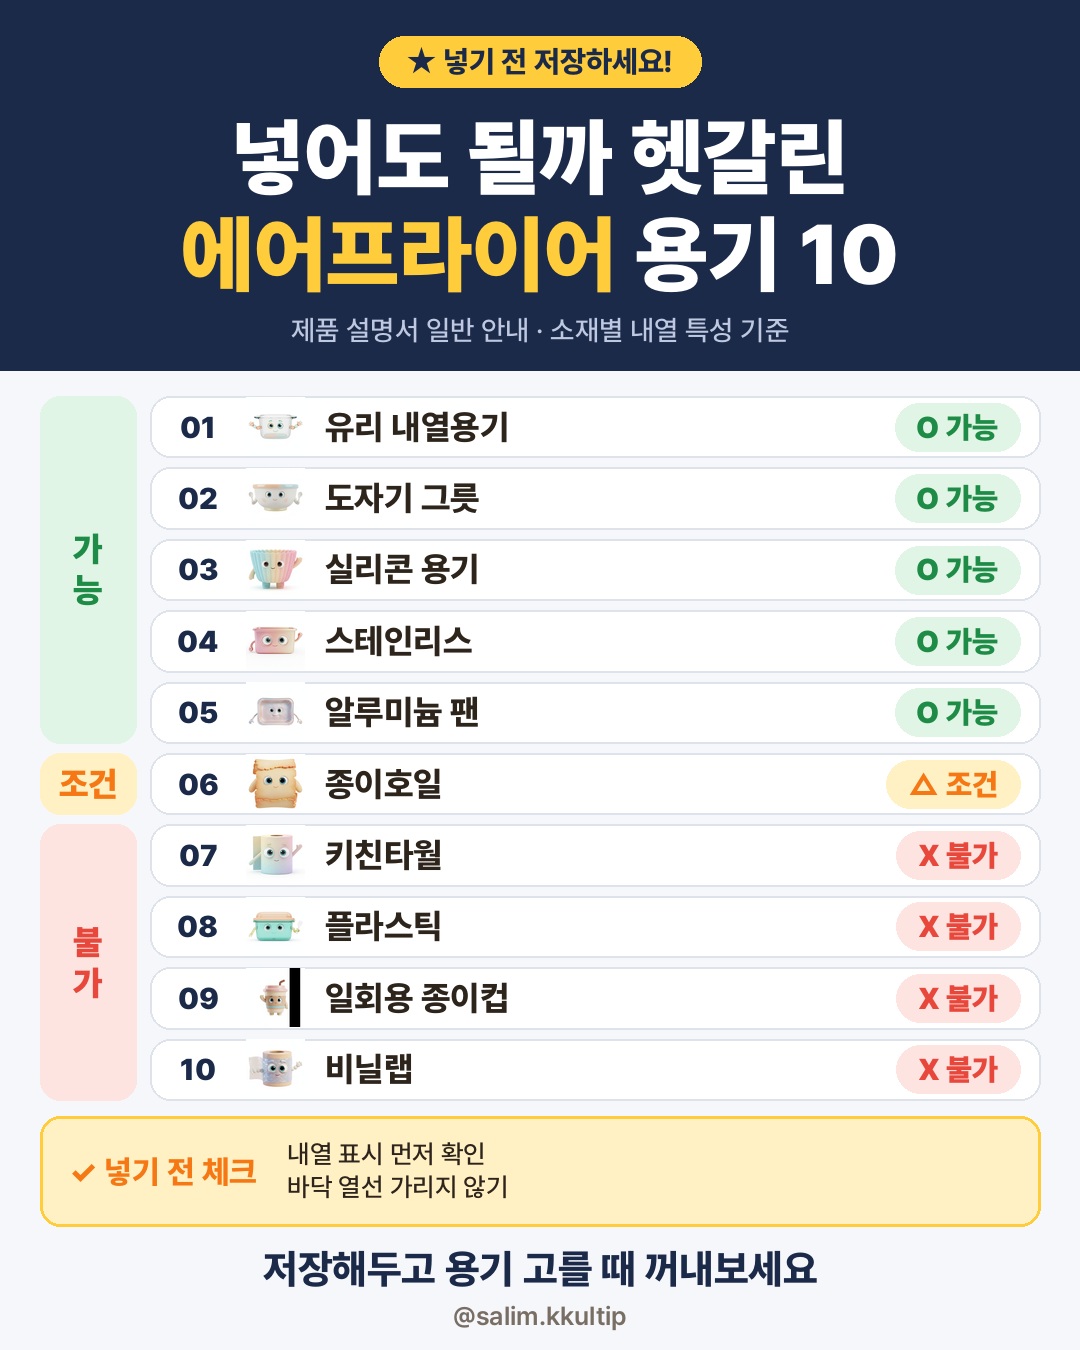 ★ 넣기 전 저장하세요!
넣어도 될까 헷갈린
에어프라이어 용기 10
제품 설명서 일반 안내 · 소재별 내열 특성 기준
가능
01 유리 내열용기 O 가능
02 도자기 그릇 O 가능
03 실리콘 용기 O 가능
04 스테인리스 O 가능
05 알루미늄 팬 O 가능
조건
06 종이호일 △ 조건
불가
07 키친타월 X 불가
08 플라스틱 X 불가
09 일회용 종이컵 X 불가
10 비닐랩 X 불가
✓ 넣기 전 체크
내열 표시 먼저 확인
바닥 열선 가리지 않기
저장해두고 용기 고를 때 꺼내보세요
@salim.kkultip